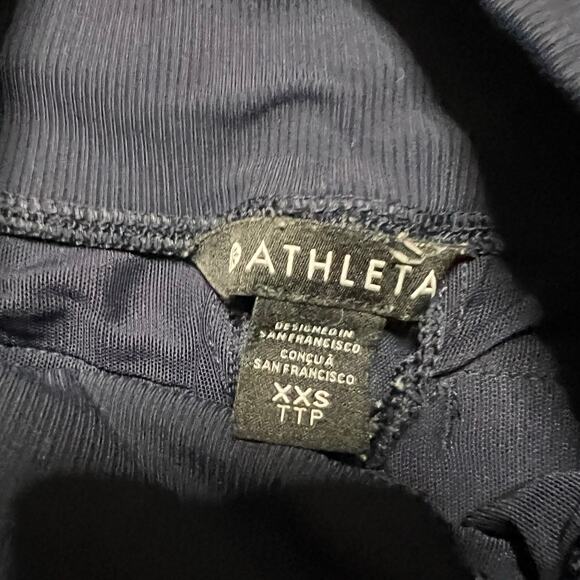 ATHLETA
DESIGNED IN
SAN FRANCISCO
CONÇU À
SAN FRANCISCO
XXS
TTP